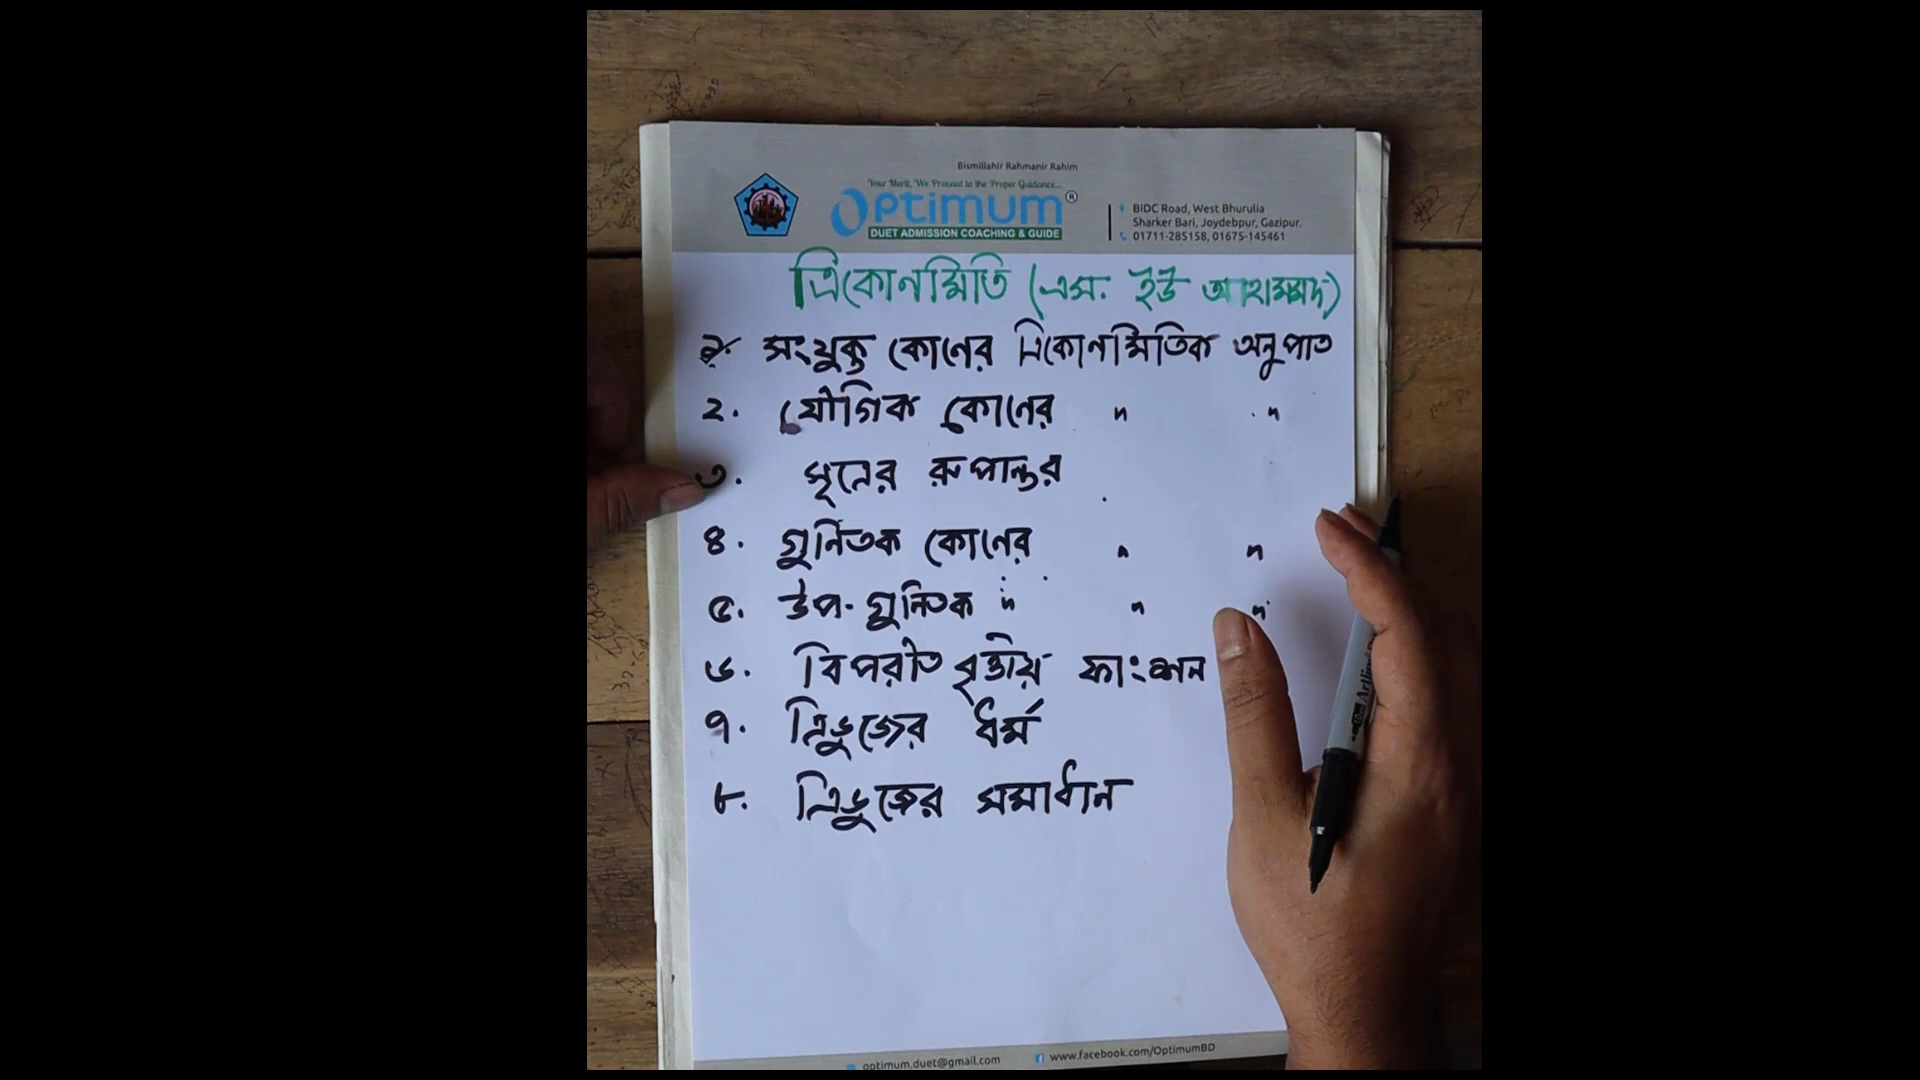 Bismillahir Rahmanir Rahim
Your Merit, We Proceed to the Proper Guidance...
Optimum®
DUET ADMISSION COACHING & GUIDE
BIDC Road, West Bhurulia
Sharker Bari, Joydebpur, Gazipur.
01711-285158, 01675-145461
ত্রিকোনমিতি (এস. ইউ আহাম্মদ)
১. সংযুক্ত কোনের ত্রিকোনমিতিক অনুপাত
২. যৌগিক কোনের " "
৩. সূত্রের রুপান্তর
৪. গুনিতক কোনের " "
৫. উপ-গুনিতক " " "
৬. বিপরীত বৃত্তীয় ফাংশন
৭. ত্রিভুজের ধর্ম
৮. ত্রিভুজের সমাধান
optimum.duet@gmail.com
www.facebook.com/OptimumBD